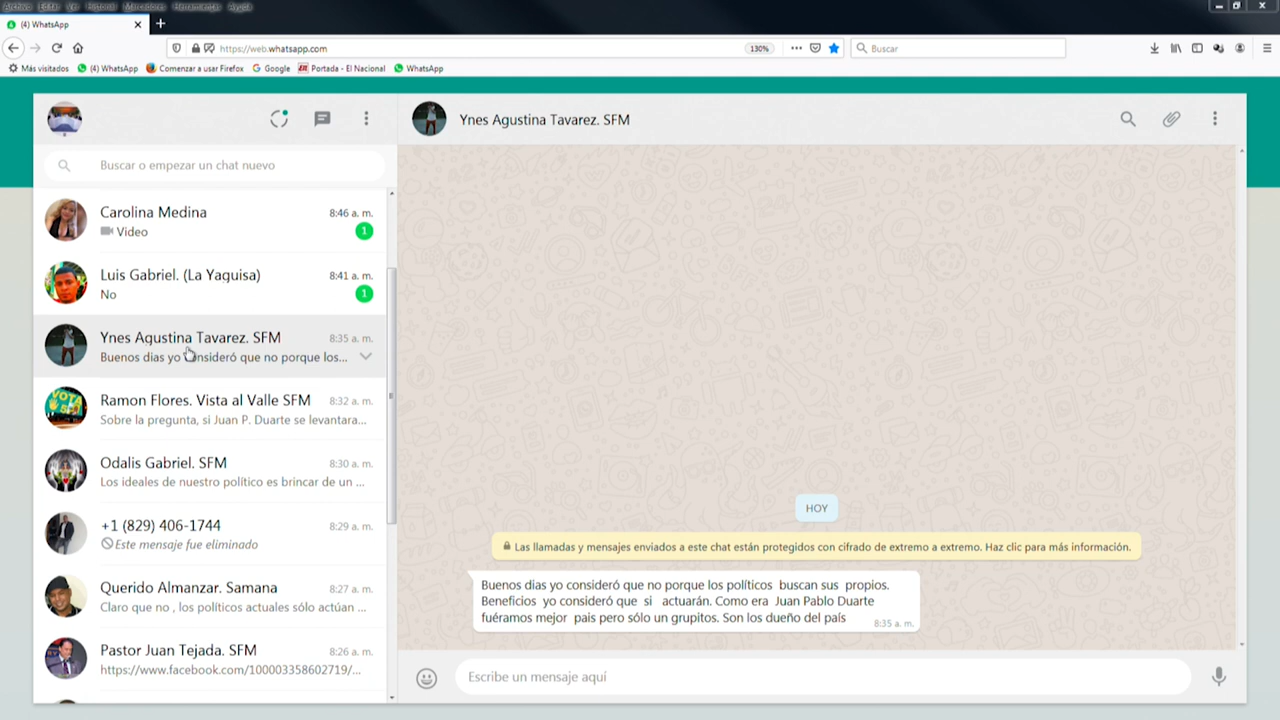 Archivo Editar Ver Historial Marcadores Herramientas Ayuda
(4) WhatsApp
https://web.whatsapp.com
130%
Buscar
Más visitados
(4) WhatsApp
Comenzar a usar Firefox
Google
Portada - El Nacional
WhatsApp
Ynes Agustina Tavarez. SFM
Buscar o empezar un chat nuevo
Carolina Medina 8:46 a. m.
Video 1
Luis Gabriel. (La Yaguisa) 8:41 a. m.
No 1
Ynes Agustina Tavarez. SFM 8:35 a. m.
Buenos dias yo consideró que no porque los...
Ramon Flores. Vista al Valle SFM 8:32 a. m.
Sobre la pregunta, si Juan P. Duarte se levantara...
Odalis Gabriel. SFM 8:30 a. m.
Los ideales de nuestro político es brincar de un ...
+1 (829) 406-1744 8:29 a. m.
Este mensaje fue eliminado
Querido Almanzar. Samana 8:27 a. m.
Claro que no , los políticos actuales sólo actúan ...
Pastor Juan Tejada. SFM 8:26 a. m.
https://www.facebook.com/100003358602719/...
HOY
Las llamadas y mensajes enviados a este chat están protegidos con cifrado de extremo a extremo. Haz clic para más información.
Buenos dias yo consideró que no porque los políticos buscan sus propios.
Beneficios yo consideró que si actuarán. Como era Juan Pablo Duarte
fuéramos mejor pais pero sólo un grupitos. Son los dueño del país
8:35 a. m.
Escribe un mensaje aquí